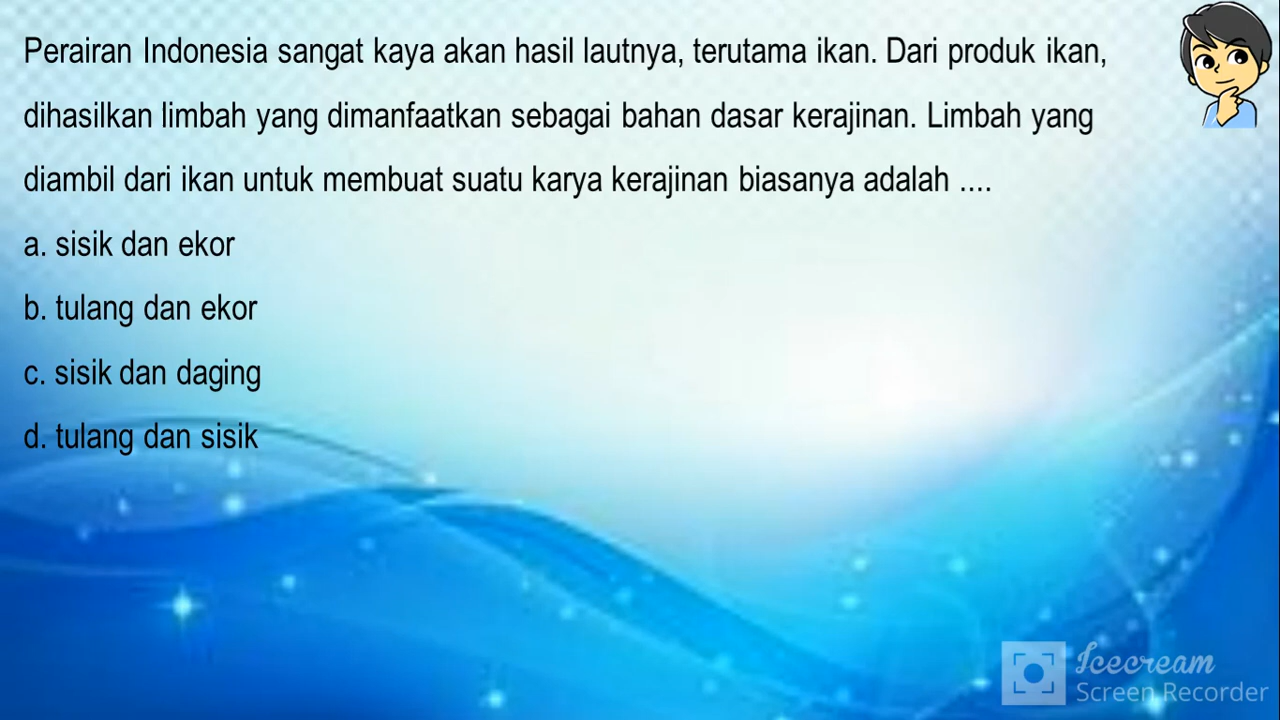 Perairan Indonesia sangat kaya akan hasil lautnya, terutama ikan. Dari produk ikan,
dihasilkan limbah yang dimanfaatkan sebagai bahan dasar kerajinan. Limbah yang
diambil dari ikan untuk membuat suatu karya kerajinan biasanya adalah ....
a. sisik dan ekor
b. tulang dan ekor
c. sisik dan daging
d. tulang dan sisik
Icecream
Screen Recorder